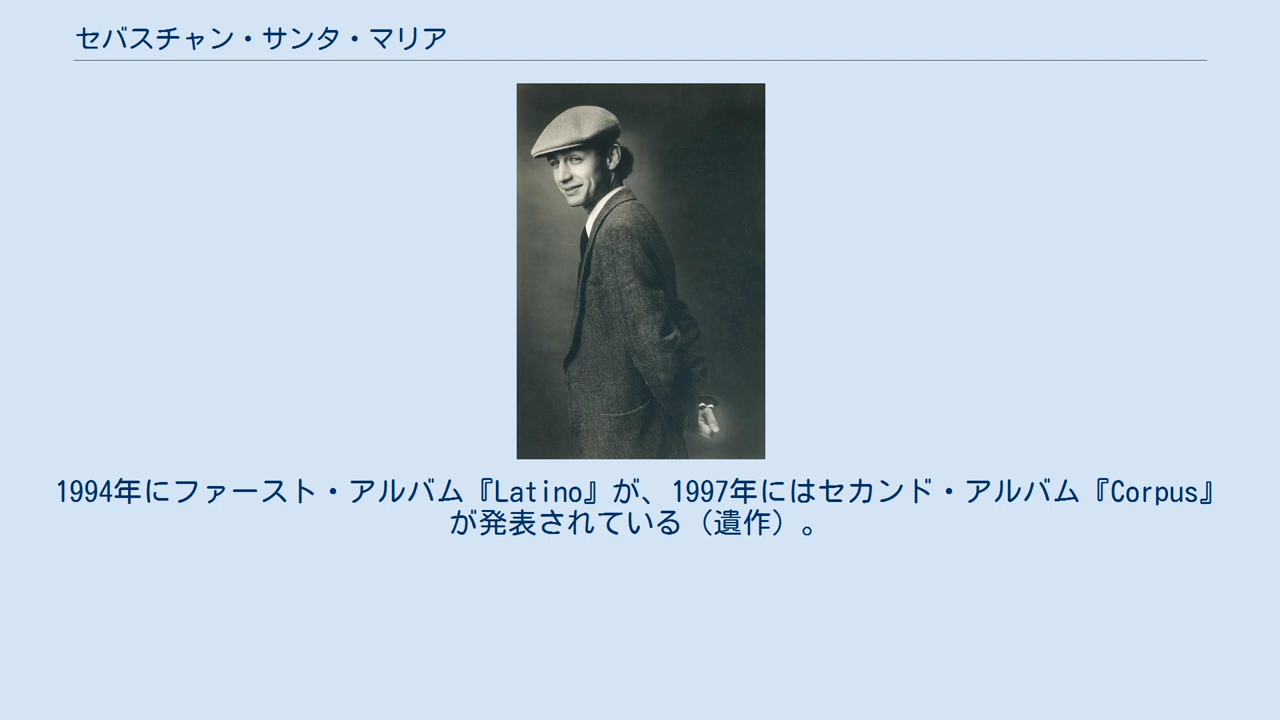 セバスチャン・サンタ・マリア
1994年にファースト・アルバム『Latino』が、1997年にはセカンド・アルバム『Corpus』
が発表されている（遺作）。